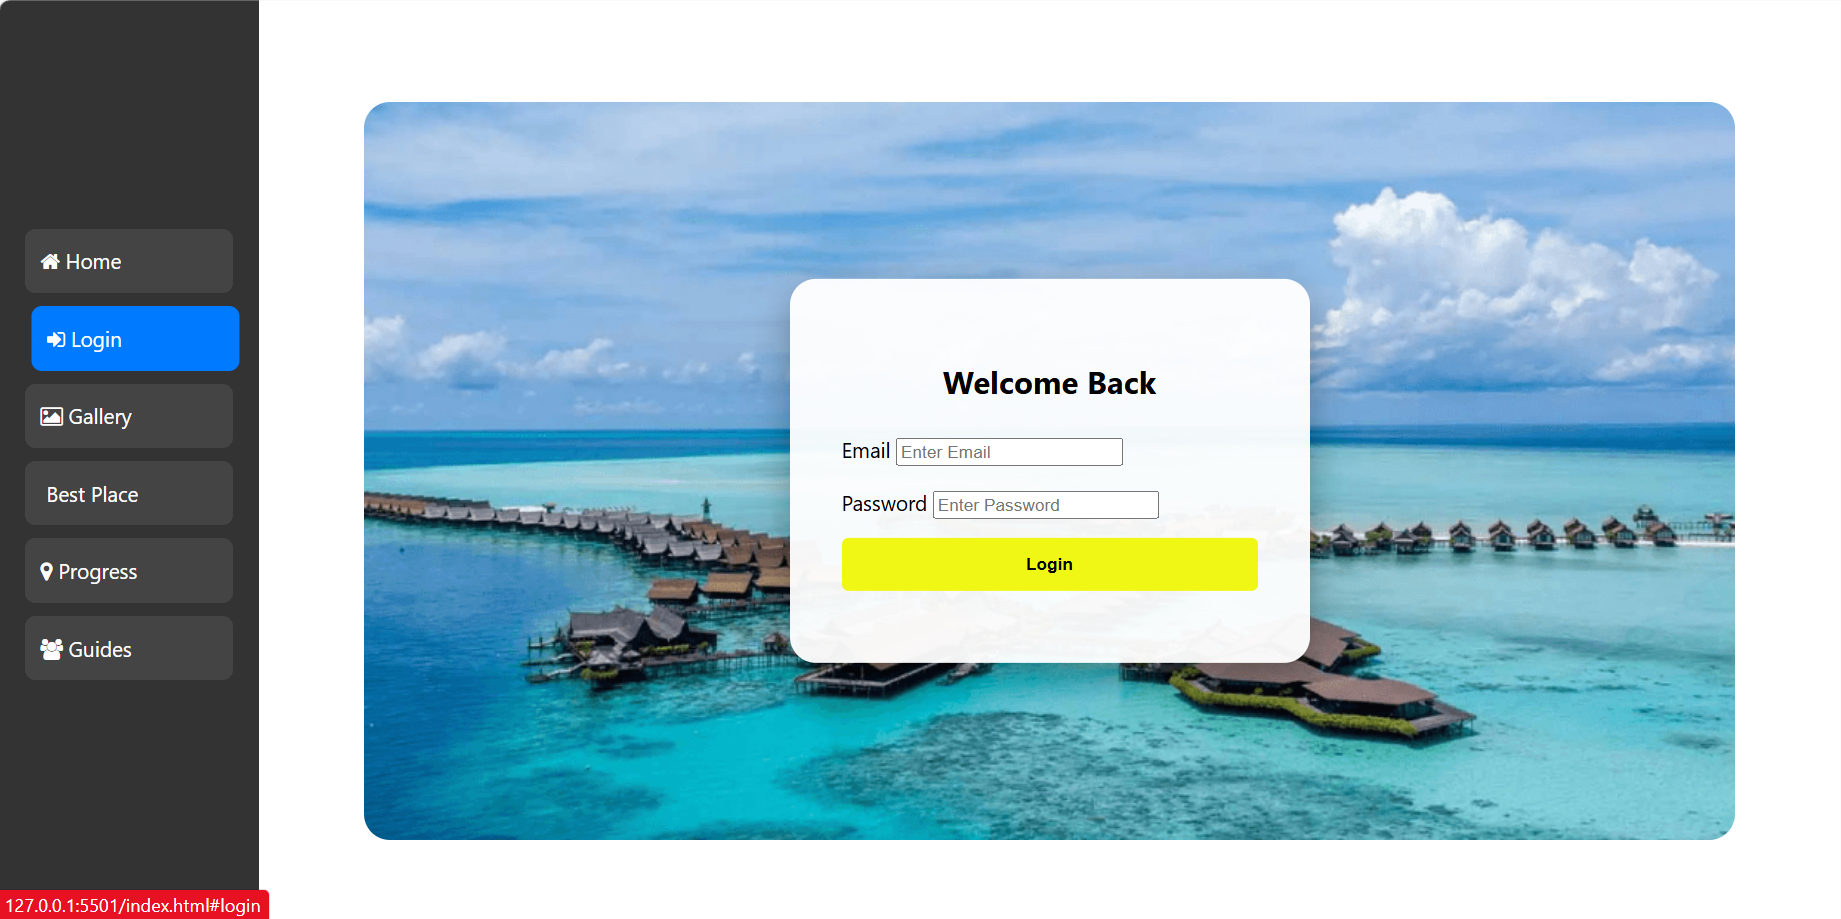 Home
Login
Gallery
Best Place
Progress
Guides
Welcome Back
Email Enter Email
Password Enter Password
Login
127.0.0.1:5501/index.html#login